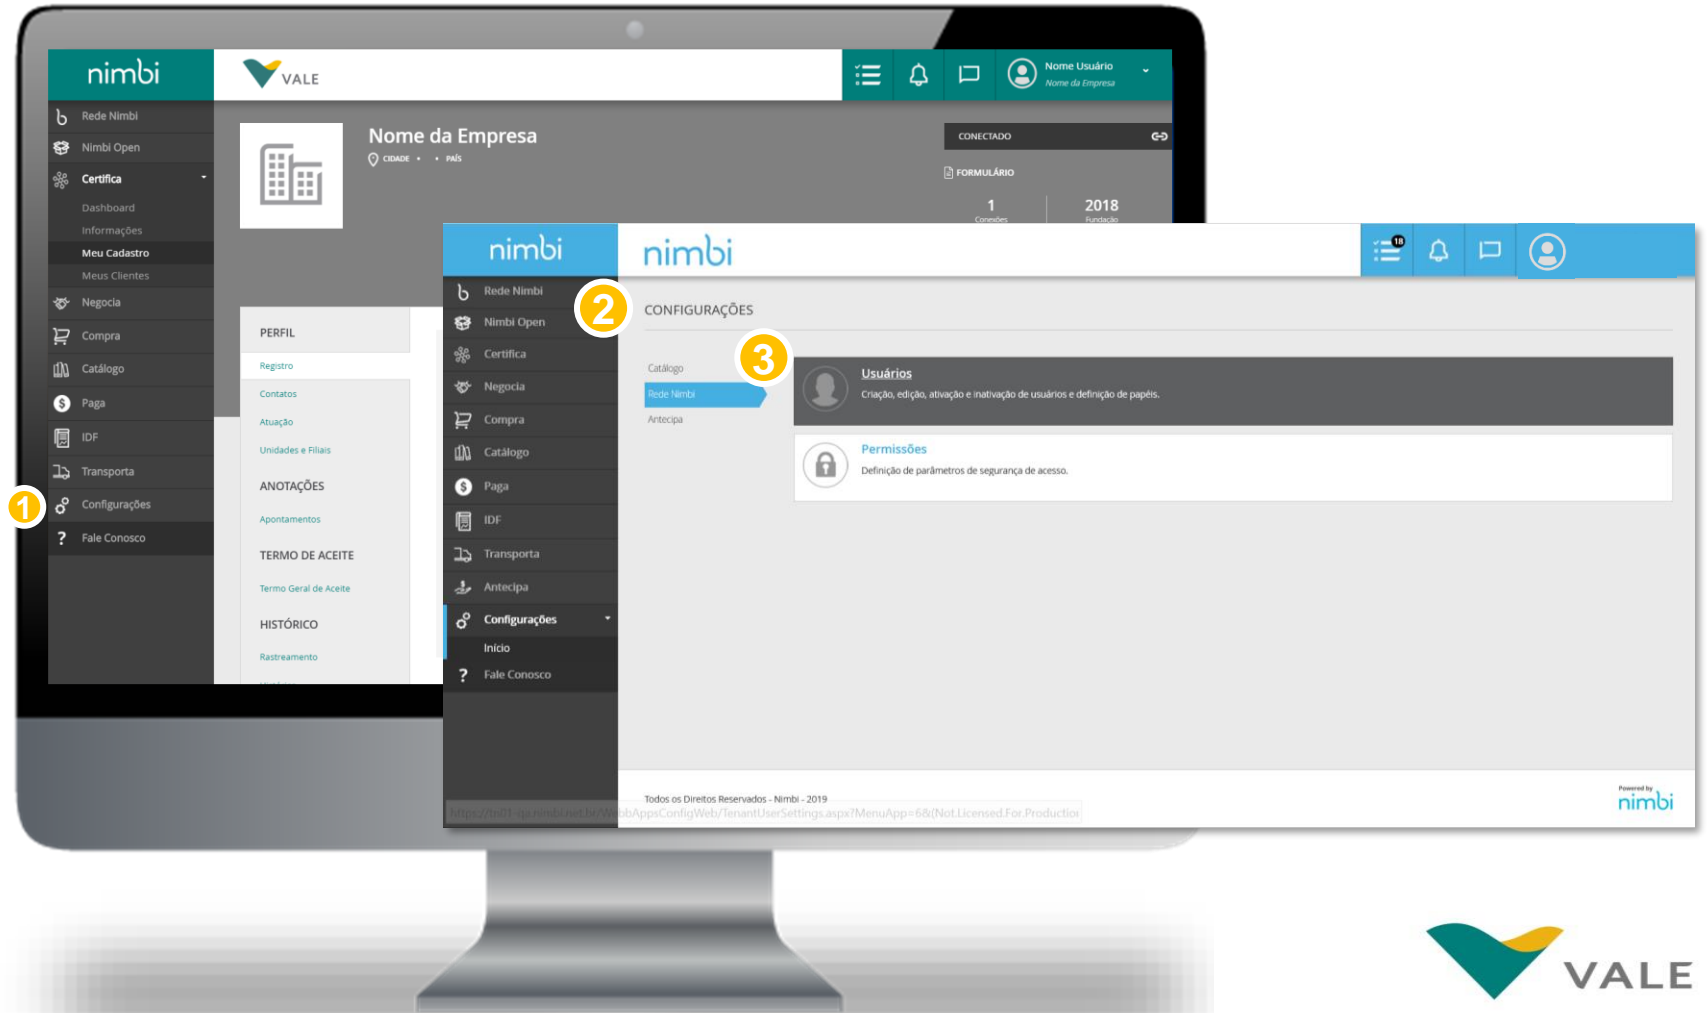 nimbi
VALE
Nome Usuário
Nome da Empresa
Rede Nimbi
Nimbi Open
Certifica
Dashboard
Informações
Meu Cadastro
Meus Clientes
Negocia
Compra
Catálogo
Paga
IDF
Transporta
1
Configurações
? Fale Conosco
Nome da Empresa
CIDADE • • PAÍS
CONECTADO
FORMULÁRIO
1
Conexões
2018
Fundação
PERFIL
Registro
Contatos
Atuação
Unidades e Filiais
ANOTAÇÕES
Apontamentos
TERMO DE ACEITE
Termo Geral de Aceite
HISTÓRICO
Rastreamento
nimbi
nimbi
18
Rede Nimbi
Nimbi Open
Certifica
Negocia
Compra
Catálogo
Paga
IDF
Transporta
Antecipa
Configurações
Início
? Fale Conosco
2
CONFIGURAÇÕES
3
Catálogo
Rede Nimbi
Antecipa
Usuários
Criação, edição, ativação e inativação de usuários e definição de papéis.
Permissões
Definição de parâmetros de segurança de acesso.
Todos os Direitos Reservados - Nimbi - 2019
Powered by
nimbi
VALE